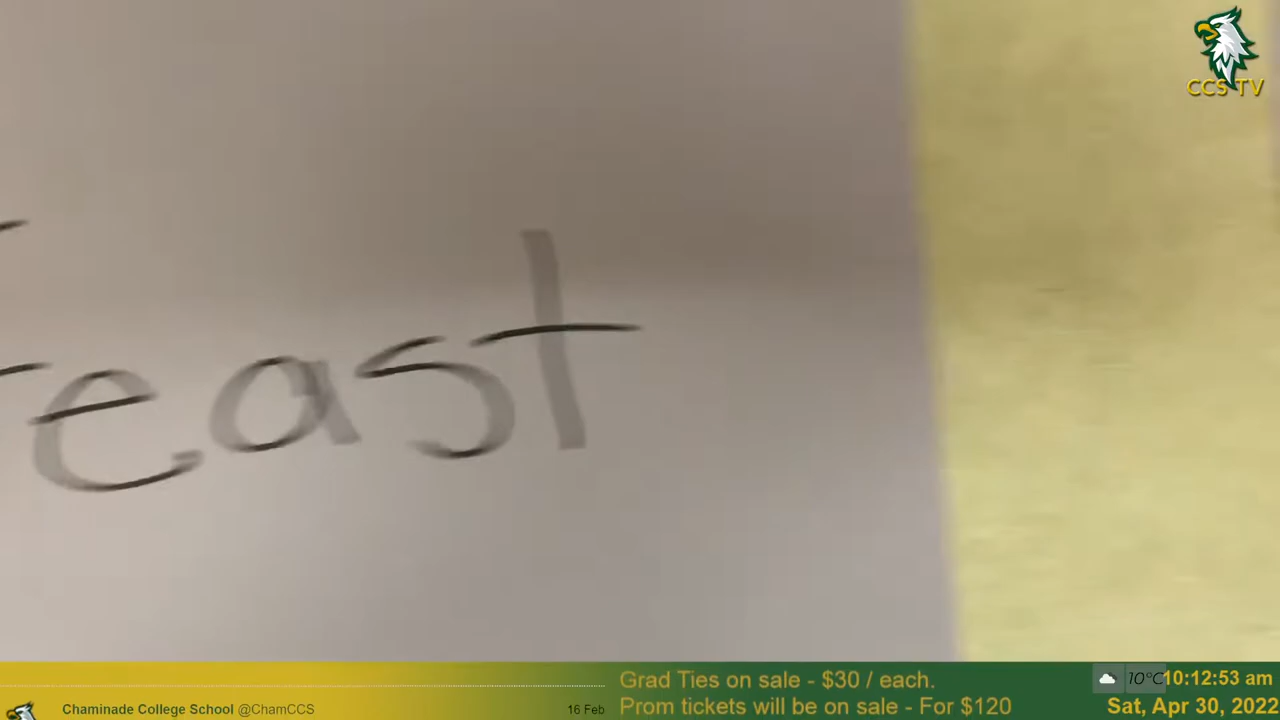 CCS TV
east
Grad Ties on sale - $30 / each.
Prom tickets will be on sale - For $120
Chaminade College School @ChamCCS 16 Feb
10°C 10:12:53 am
Sat, Apr 30, 2022